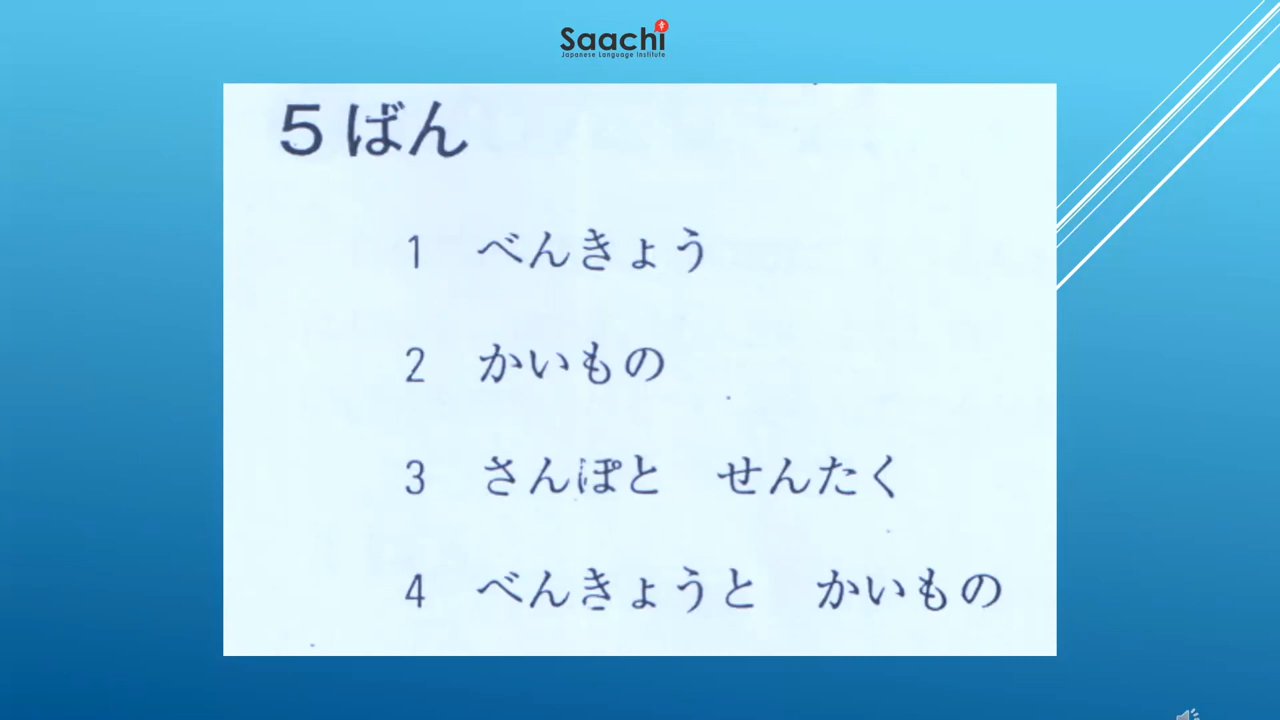 Saachi
Japanese Language Institute
5ばん
1 べんきょう
2 かいもの
3 さんぽと せんたく
4 べんきょうと かいもの